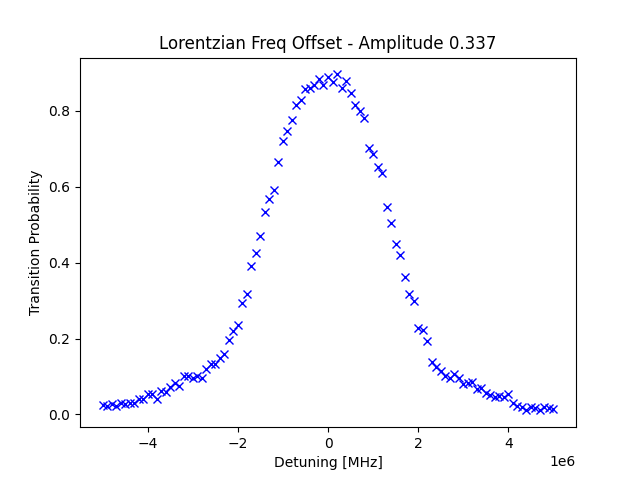 Lorentzian Freq Offset - Amplitude 0.337
Transition Probability
0.8
0.6
0.4
0.2
0.0
−4
−2
0
2
4
1e6
Detuning [MHz]